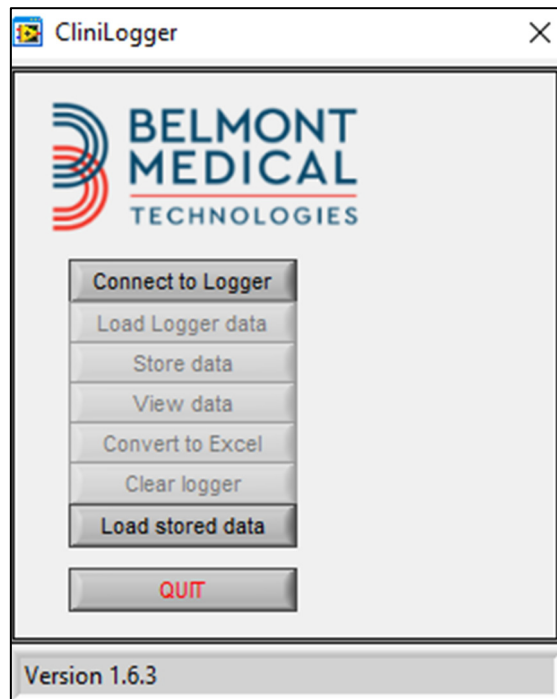 CliniLogger
BELMONT
MEDICAL
TECHNOLOGIES
Connect to Logger
Load Logger data
Store data
View data
Convert to Excel
Clear logger
Load stored data
QUIT
Version 1.6.3